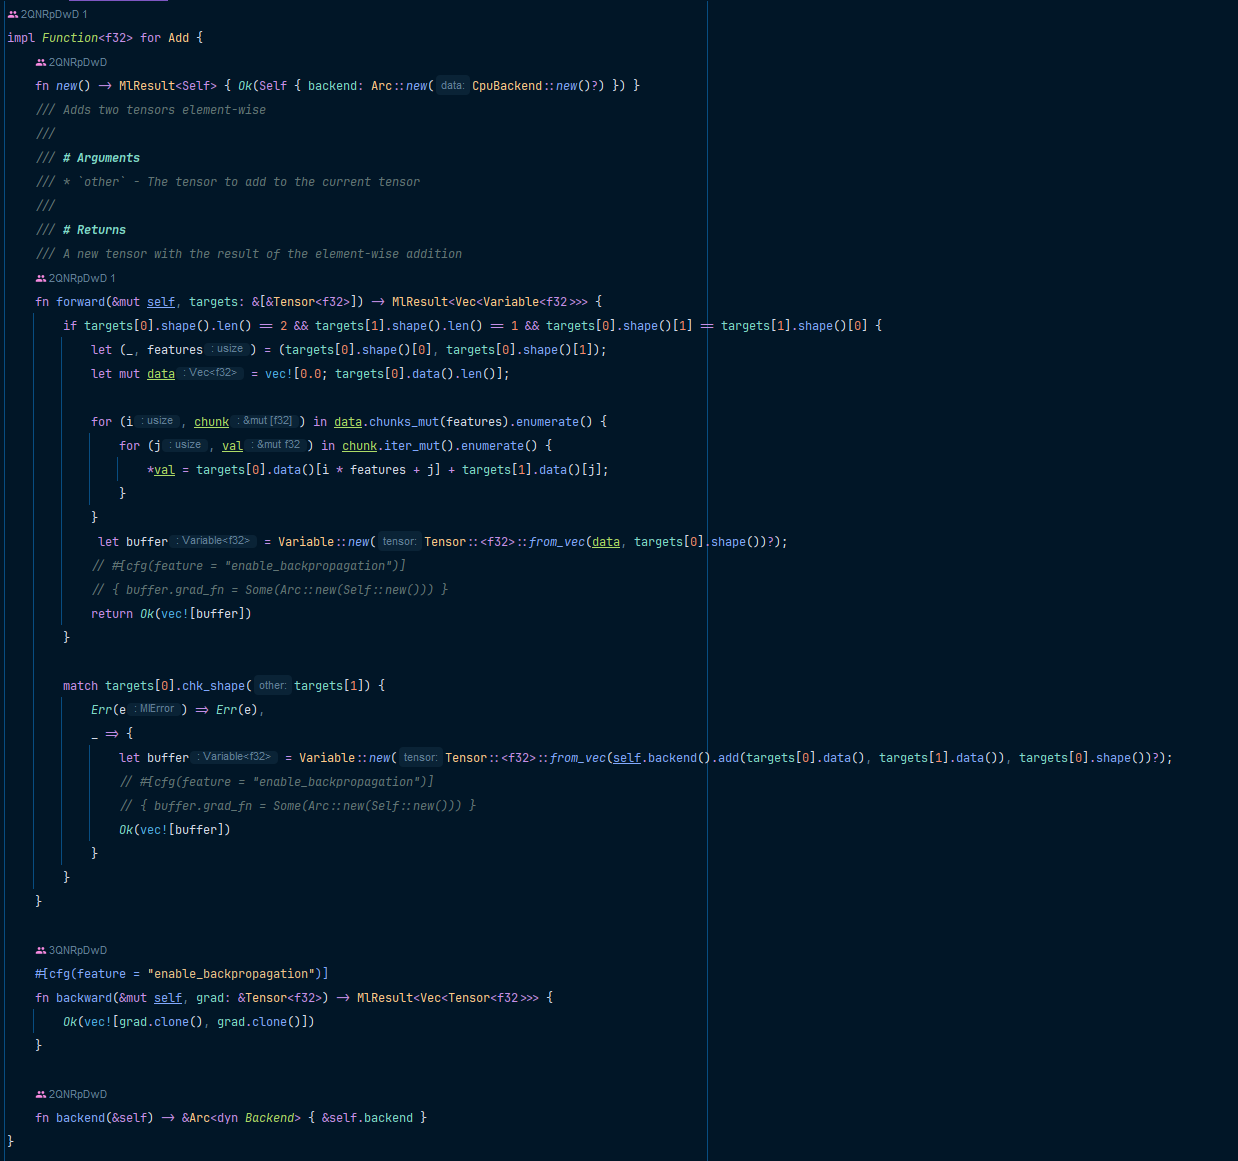 2QNRpDwD 1
impl Function<f32> for Add {
2QNRpDwD
fn new() -> MlResult<Self> { Ok(Self { backend: Arc::new( data: CpuBackend::new()?) }) }
/// Adds two tensors element-wise
///
/// # Arguments
/// * `other` - The tensor to add to the current tensor
///
/// # Returns
/// A new tensor with the result of the element-wise addition
2QNRpDwD 1
fn forward(&mut self, targets: &[&Tensor<f32>]) -> MlResult<Vec<Variable<f32>>> {
if targets[0].shape().len() == 2 && targets[1].shape().len() == 1 && targets[0].shape()[1] == targets[1].shape()[0] {
let (_, features : usize ) = (targets[0].shape()[0], targets[0].shape()[1]);
let mut data : Vec<f32> = vec![0.0; targets[0].data().len()];
for (i : usize , chunk : &mut [f32] ) in data.chunks_mut(features).enumerate() {
for (j : usize , val : &mut f32 ) in chunk.iter_mut().enumerate() {
*val = targets[0].data()[i * features + j] + targets[1].data()[j];
}
}
let buffer : Variable<f32> = Variable::new( tensor: Tensor::<f32>::from_vec(data, targets[0].shape())?);
// #[cfg(feature = "enable_backpropagation")]
// { buffer.grad_fn = Some(Arc::new(Self::new())) }
return Ok(vec![buffer])
}
match targets[0].chk_shape( other: targets[1]) {
Err(e : MlError ) => Err(e),
_ => {
let buffer : Variable<f32> = Variable::new( tensor: Tensor::<f32>::from_vec(self.backend().add(targets[0].data(), targets[1].data()), targets[0].shape())?);
// #[cfg(feature = "enable_backpropagation")]
// { buffer.grad_fn = Some(Arc::new(Self::new())) }
Ok(vec![buffer])
}
}
}
3QNRpDwD
#[cfg(feature = "enable_backpropagation")]
fn backward(&mut self, grad: &Tensor<f32>) -> MlResult<Vec<Tensor<f32>>> {
Ok(vec![grad.clone(), grad.clone()])
}
2QNRpDwD
fn backend(&self) -> &Arc<dyn Backend> { &self.backend }
}